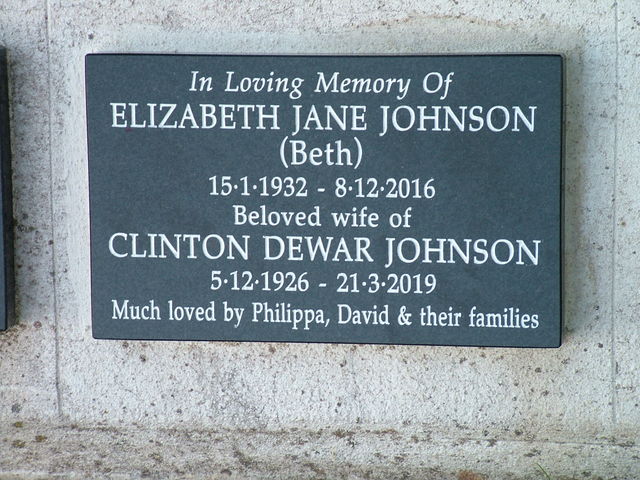 In Loving Memory Of
ELIZABETH JANE JOHNSON
(Beth)
15·1·1932 - 8·12·2016
Beloved wife of
CLINTON DEWAR JOHNSON
5·12·1926 - 21·3·2019
Much loved by Philippa, David & their families